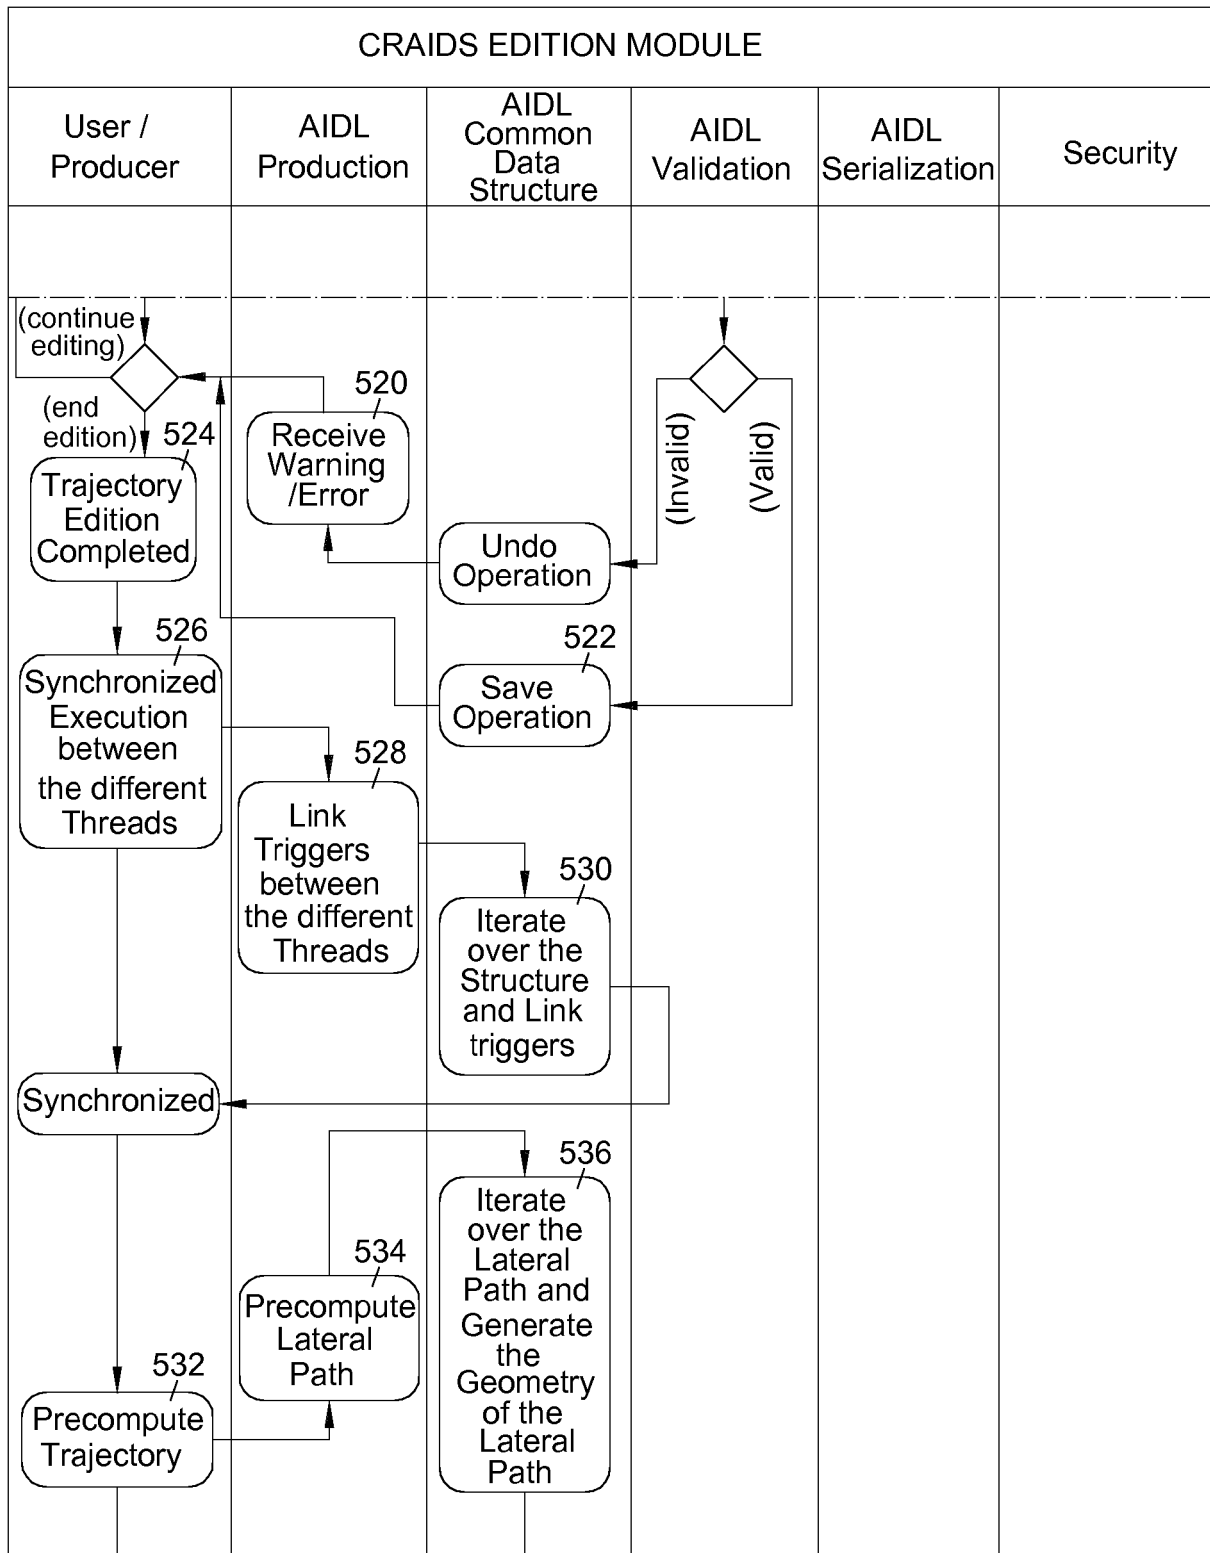 CRAIDS EDITION MODULE
User /
Producer
AIDL
Production
AIDL
Common
Data
Structure
AIDL
Validation
AIDL
Serialization
Security
(continue
editing)
(end
edition)
524
Trajectory
Edition
Completed
520
Receive
Warning
/Error
(Invalid)
(Valid)
Undo
Operation
526
Synchronized
Execution
between
the different
Threads
522
Save
Operation
528
Link
Triggers
between
the different
Threads
530
Iterate
over the
Structure
and Link
triggers
Synchronized
536
Iterate
over the
Lateral
Path and
Generate
the
Geometry
of the
Lateral
Path
534
Precompute
Lateral
Path
532
Precompute
Trajectory